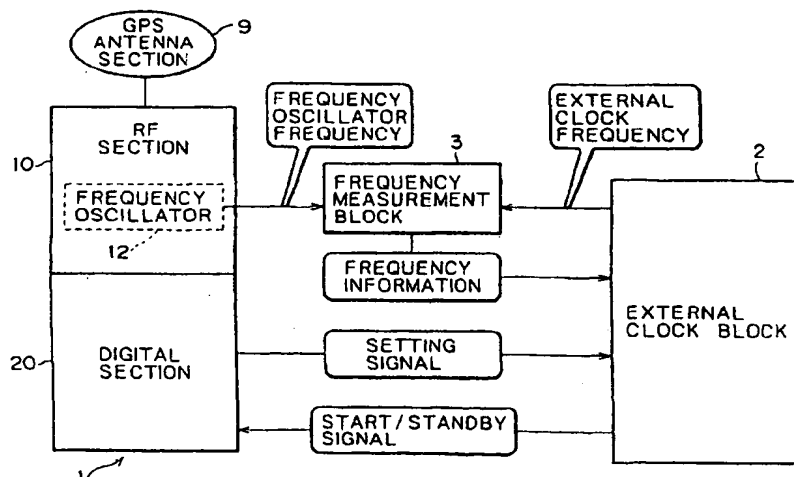 GPS
ANTENNA
SECTION
9
RF
SECTION
10
FREQUENCY
OSCILLATOR
12
FREQUENCY
OSCILLATOR
FREQUENCY
EXTERNAL
CLOCK
FREQUENCY
3
FREQUENCY
MEASUREMENT
BLOCK
2
FREQUENCY
INFORMATION
EXTERNAL
CLOCK BLOCK
20
DIGITAL
SECTION
SETTING
SIGNAL
START/STANDBY
SIGNAL
1